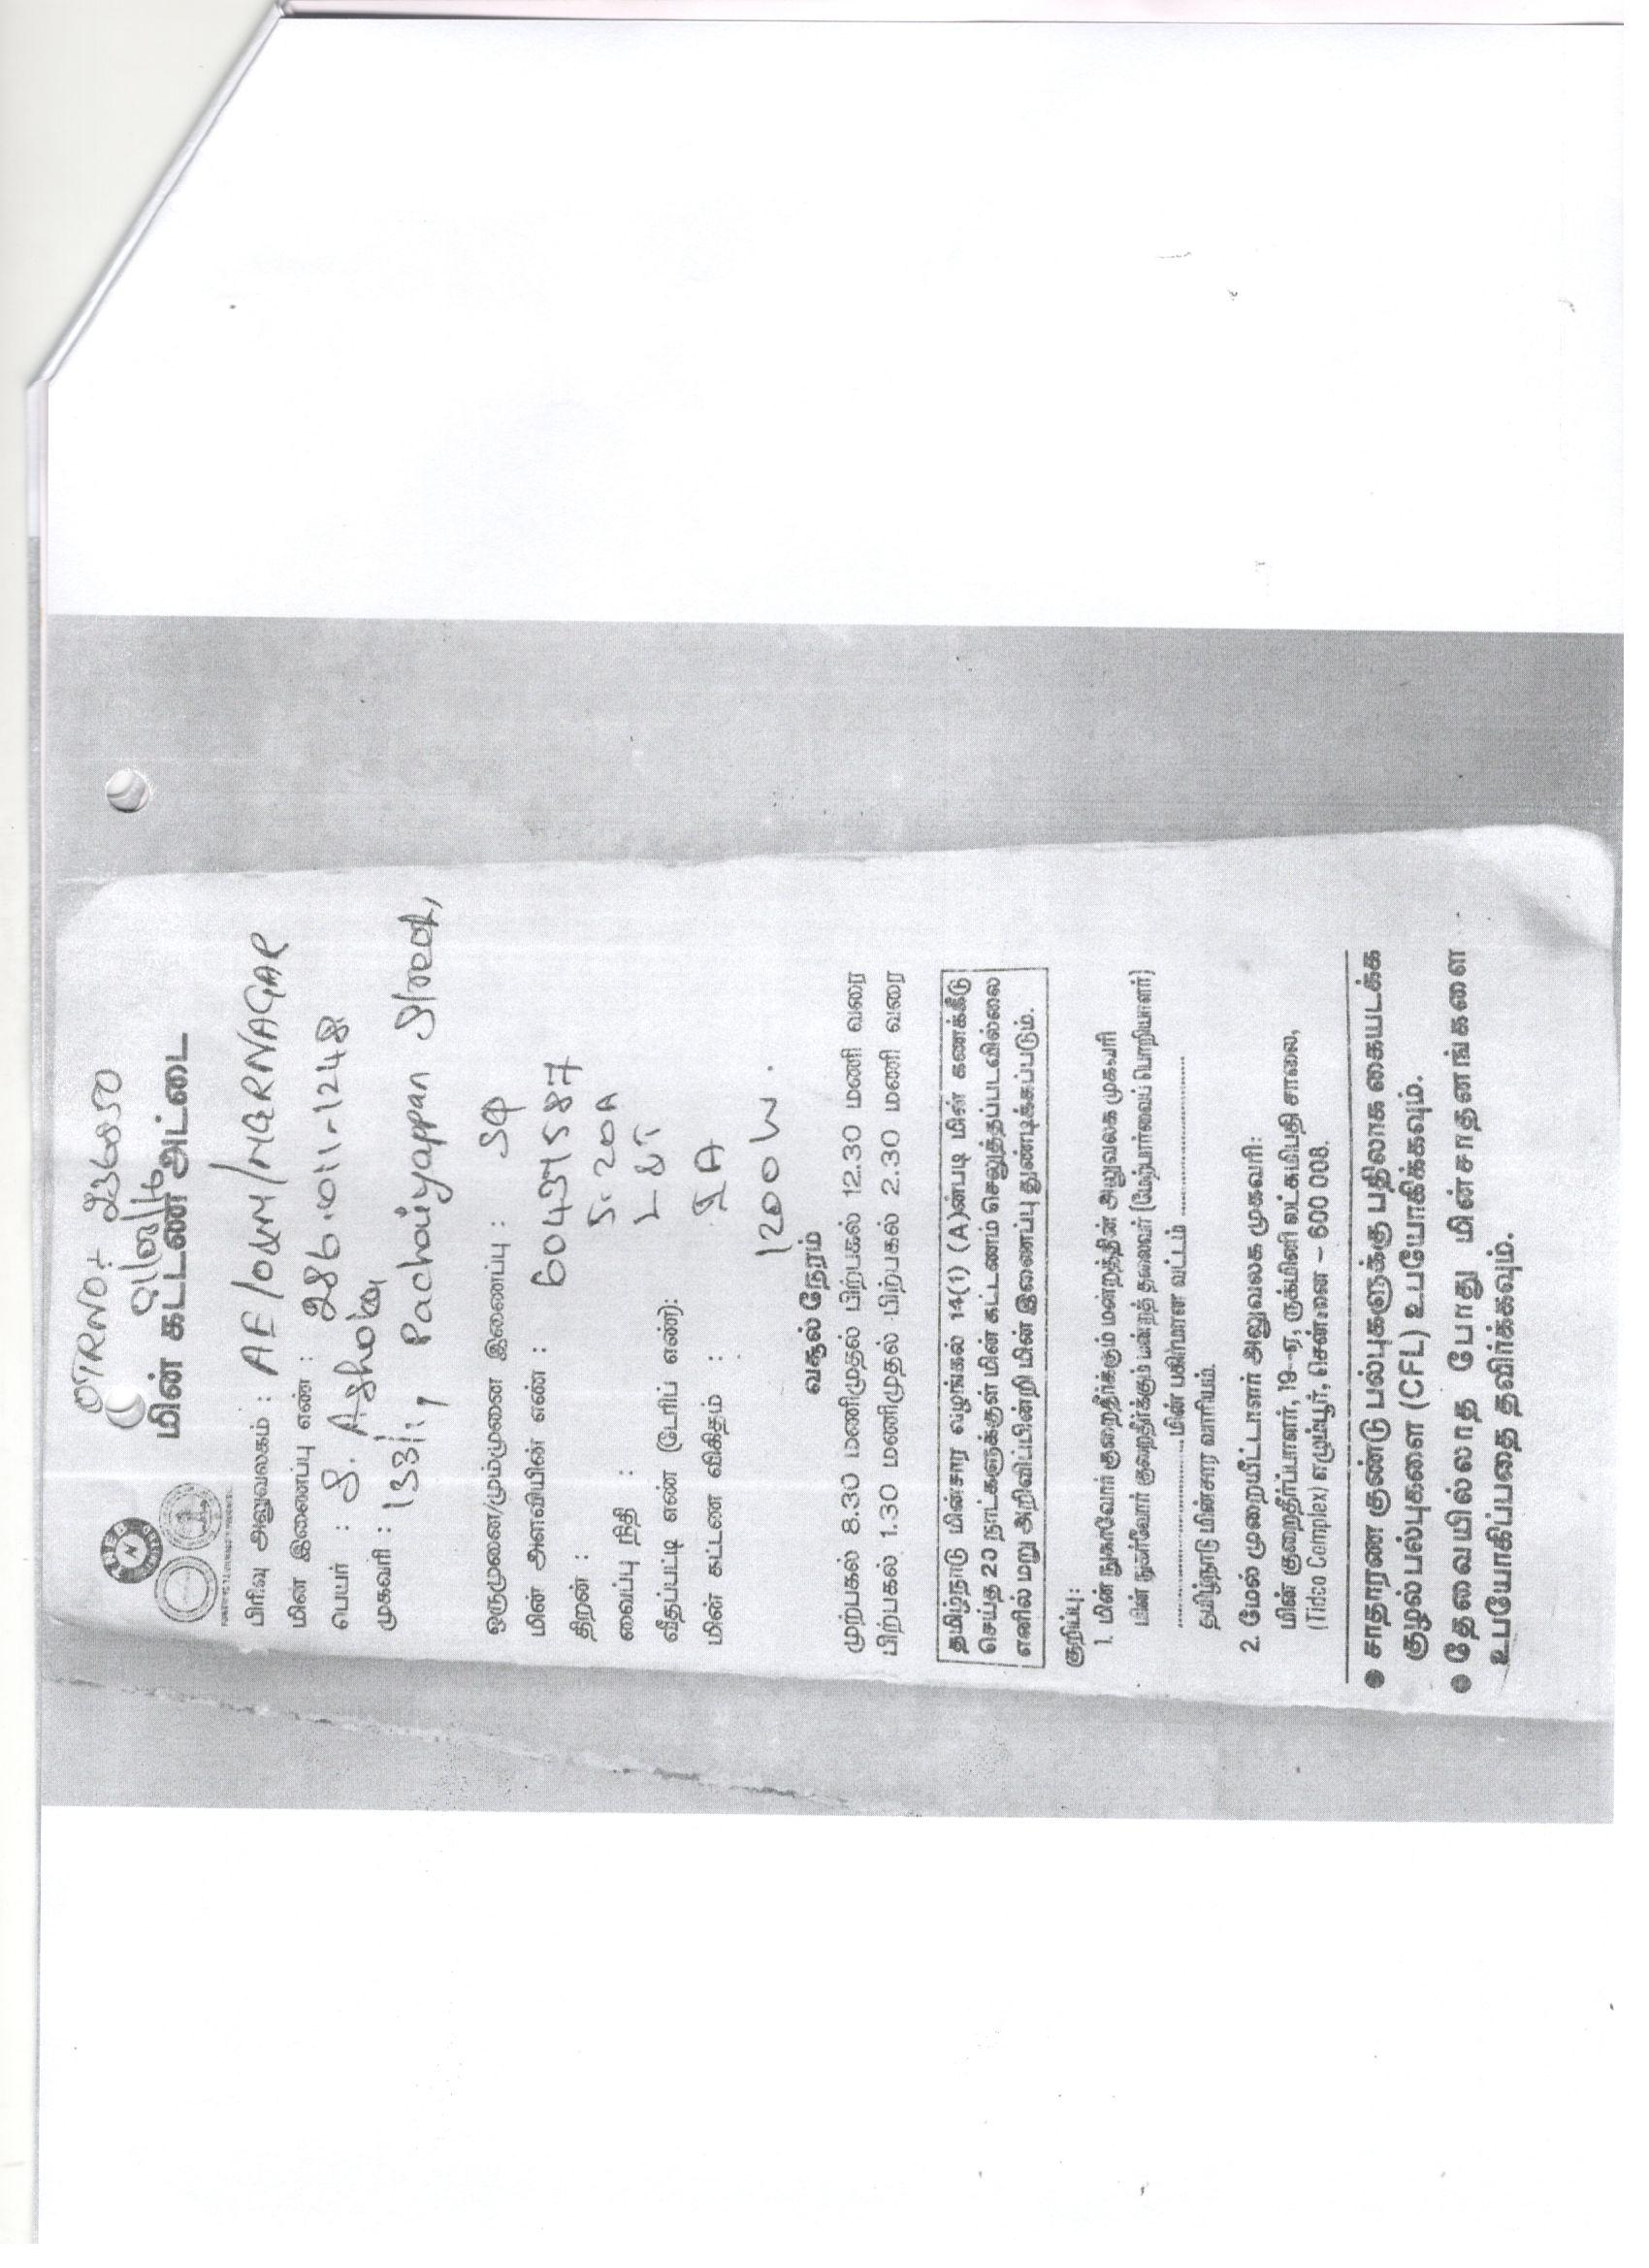 OTRNO: 236050
மின் கட்டண அட்டை
பிரிவு அலுவலகம் : AE/O&M/MGRNAGAR
மின் இணைப்பு எண் : 286-011-1248
பெயர் : S. Ashok
முகவரி : 133/1, Pachaiyappan Street,
ஒருமுனை/மும்முனை இணைப்பு : SΦ
மின் அளவியின் எண் : 60437587
திறன் : 5-20A
வைப்பு நிதி : L&T
வீதப்பட்டி எண் (டேரிப் எண்):
மின் கட்டண விகிதம் : IA
1200W.
வசூல் நேரம்
முற்பகல் 8.30 மணிமுதல் பிற்பகல் 12.30 மணி வரை
பிற்பகல் 1.30 மணிமுதல் பிற்பகல் 2.30 மணி வரை
தமிழ்நாடு மின்சார வழங்கல் 14(1) (A)ன்படி மின் கணக்கீடு
செய்த 20 நாட்களுக்குள் மின் கட்டணம் செலுத்தப்படவில்லை
எனில் மறு அறிவிப்பின்றி மின் இணைப்பு துண்டிக்கப்படும்.
குறிப்பு :
1. மின் நுகர்வோர் குறைதீர்க்கும் மன்றத்தின் அலுவலக முகவரி
மின் நுகர்வோர் குறைதீர்க்கும் மன்றத் தலைவர் (மேற்பார்வைப் பொறியாளர்)
....................மின் பகிர்மான வட்டம் ....................
தமிழ்நாடு மின்சார வாரியம்.
2. மேல் முறையீட்டாளர் அலுவலக முகவரி:
மின் குறைதீர்ப்பாளர், 19-ஏ, ருக்மினி லட்சுமிபதி சாலை,
(Tidco Complex) எழும்பூர், சென்னை – 600 008.
● சாதாரண குண்டு பல்புகளுக்கு பதிலாக கையடக்க
குழல்பல்புகளை (CFL) உபயோகிக்கவும்.
● தேவையில்லாத போது மின்சாதனங்களை
உபயோகிப்பதை தவிர்க்கவும்.